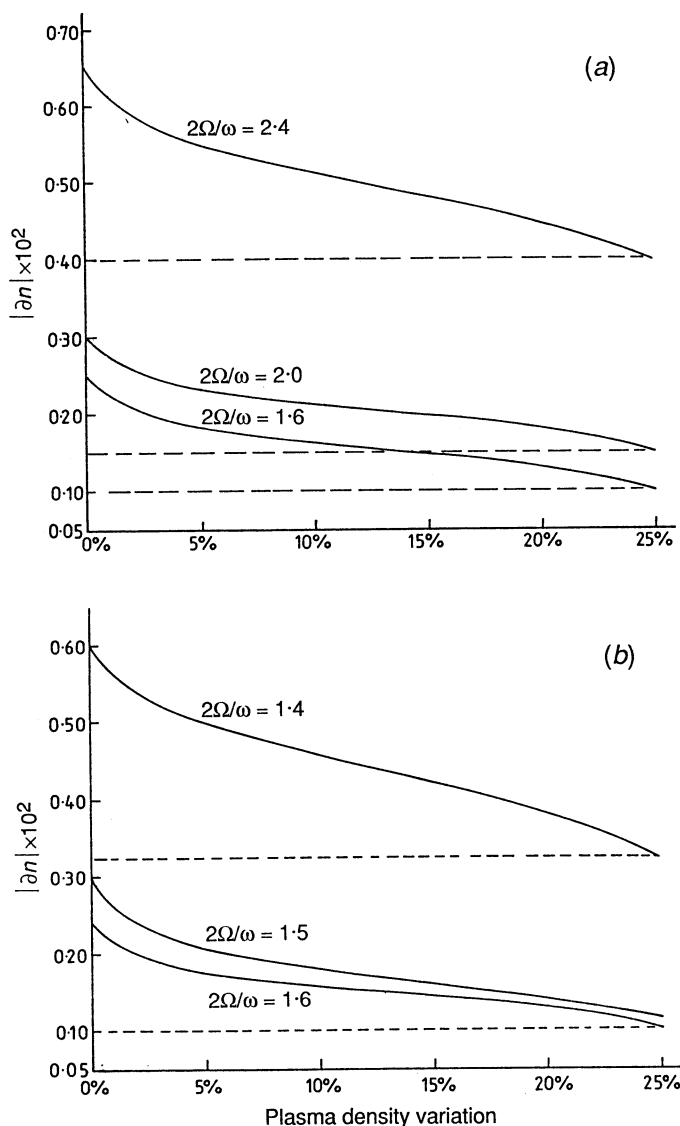 (a)
0·70
0·60
0·50
0·40
0·30
0·20
0·10
0·05
|∂n|×10²
2Ω/ω = 2·4
2Ω/ω = 2·0
2Ω/ω = 1·6
0% 5% 10% 15% 20% 25%
(b)
0·60
0·50
0·40
0·30
0·20
0·10
0·05
|∂n|×10²
2Ω/ω = 1·4
2Ω/ω = 1·5
2Ω/ω = 1·6
0% 5% 10% 15% 20% 25%
Plasma density variation